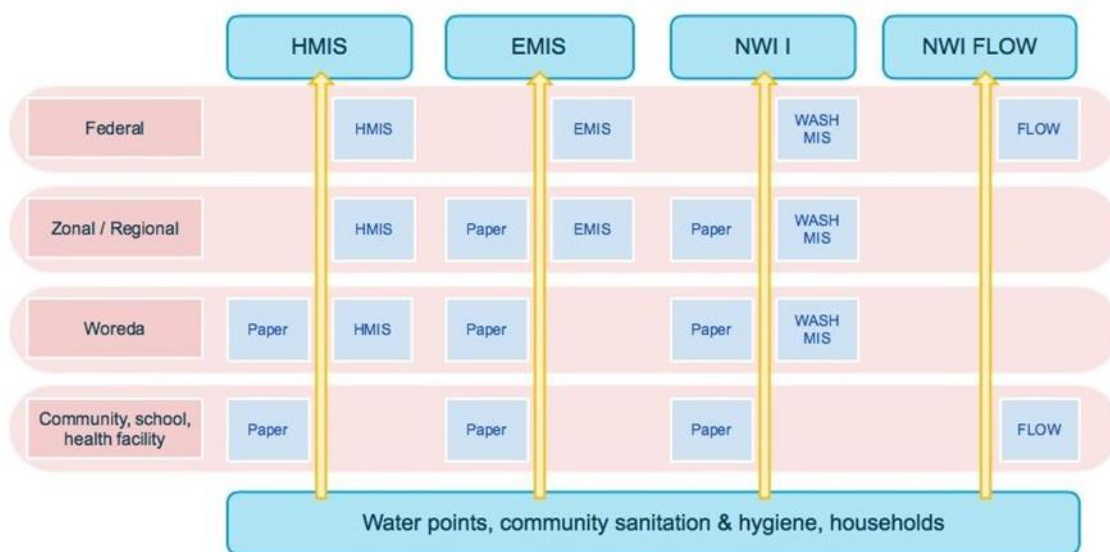 HMIS
EMIS
NWI I
NWI FLOW
Federal
HMIS
EMIS
WASH
MIS
FLOW
Zonal / Regional
HMIS
Paper
EMIS
Paper
WASH
MIS
Woreda
Paper
HMIS
Paper
Paper
WASH
MIS
Community, school,
health facility
Paper
Paper
Paper
FLOW
Water points, community sanitation & hygiene, households